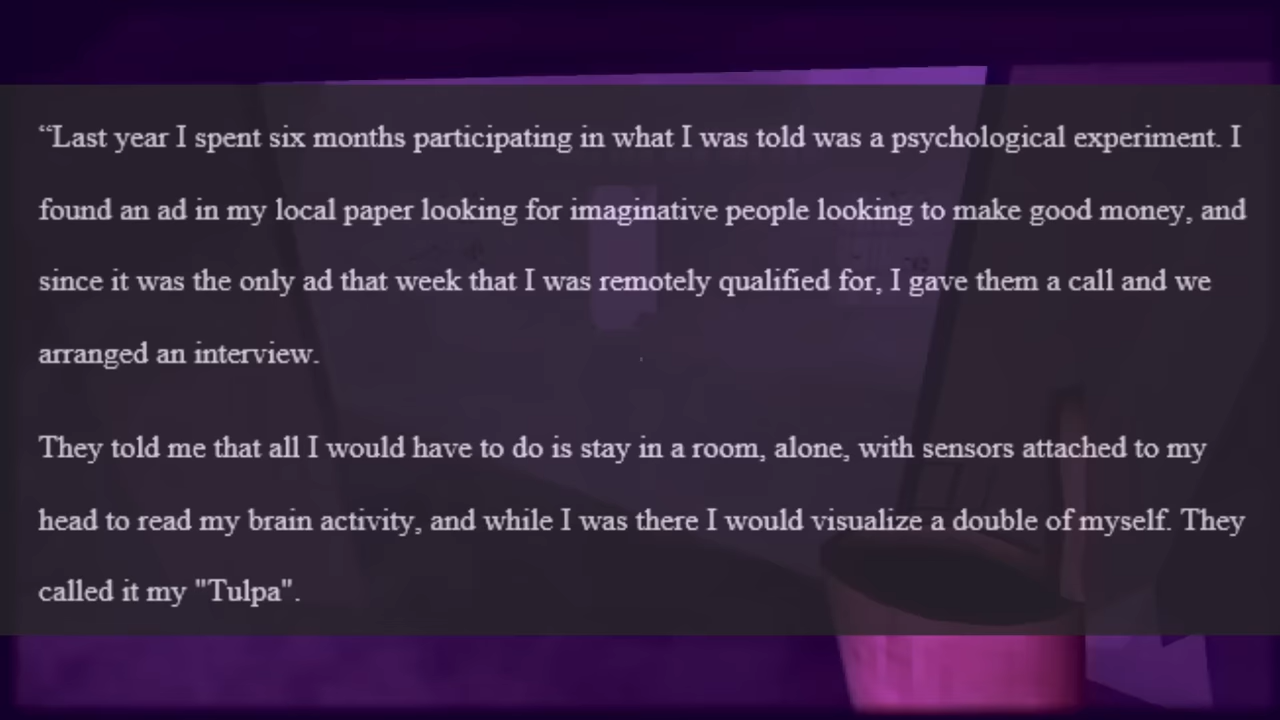 “Last year I spent six months participating in what I was told was a psychological experiment. I
found an ad in my local paper looking for imaginative people looking to make good money, and
since it was the only ad that week that I was remotely qualified for, I gave them a call and we
arranged an interview.
They told me that all I would have to do is stay in a room, alone, with sensors attached to my
head to read my brain activity, and while I was there I would visualize a double of myself. They
called it my "Tulpa".